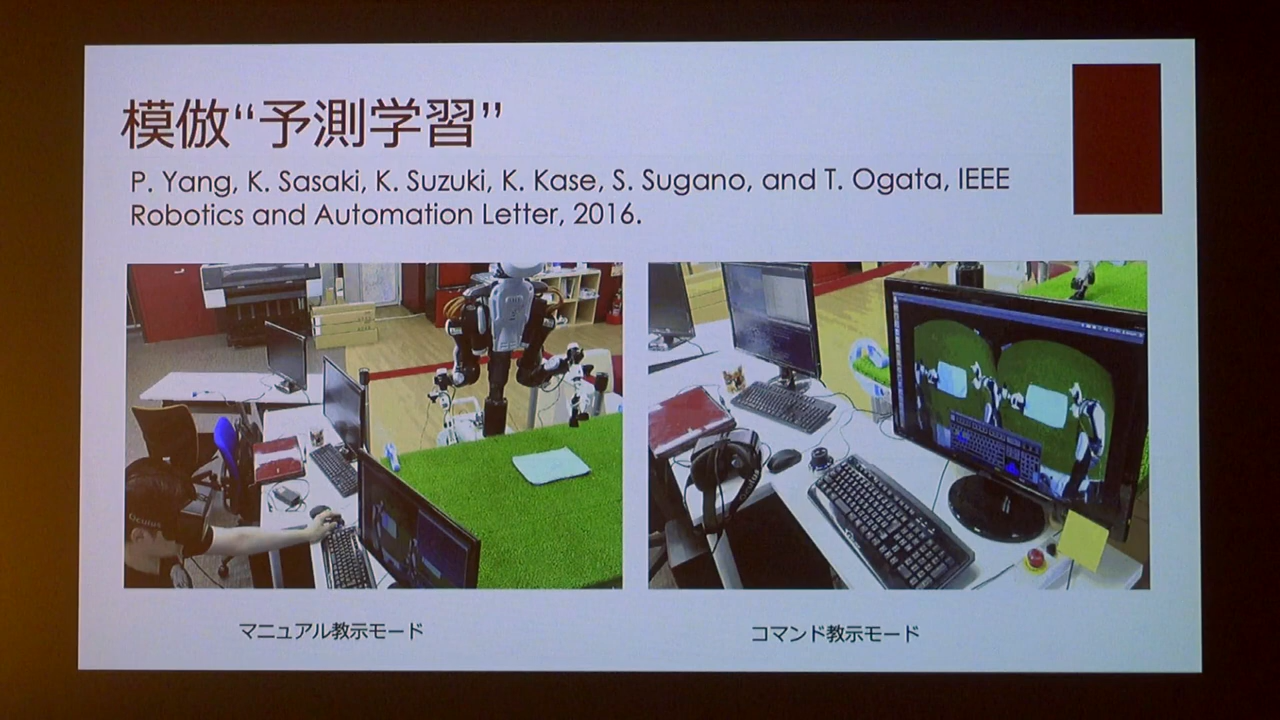 模倣“予測学習”
P. Yang, K. Sasaki, K. Suzuki, K. Kase, S. Sugano, and T. Ogata, IEEE
Robotics and Automation Letter, 2016.
Oculus
マニュアル教示モード
コマンド教示モード